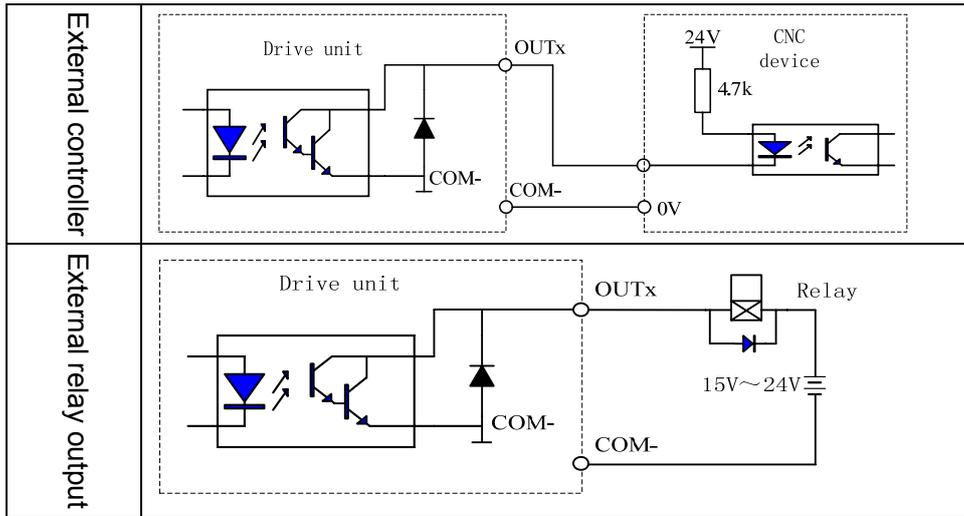 External controller
Drive unit
OUTx
COM-
COM-
24V
4.7k
CNC
device
0V
External relay output
Drive unit
OUTx
COM-
COM-
Relay
15V～24V